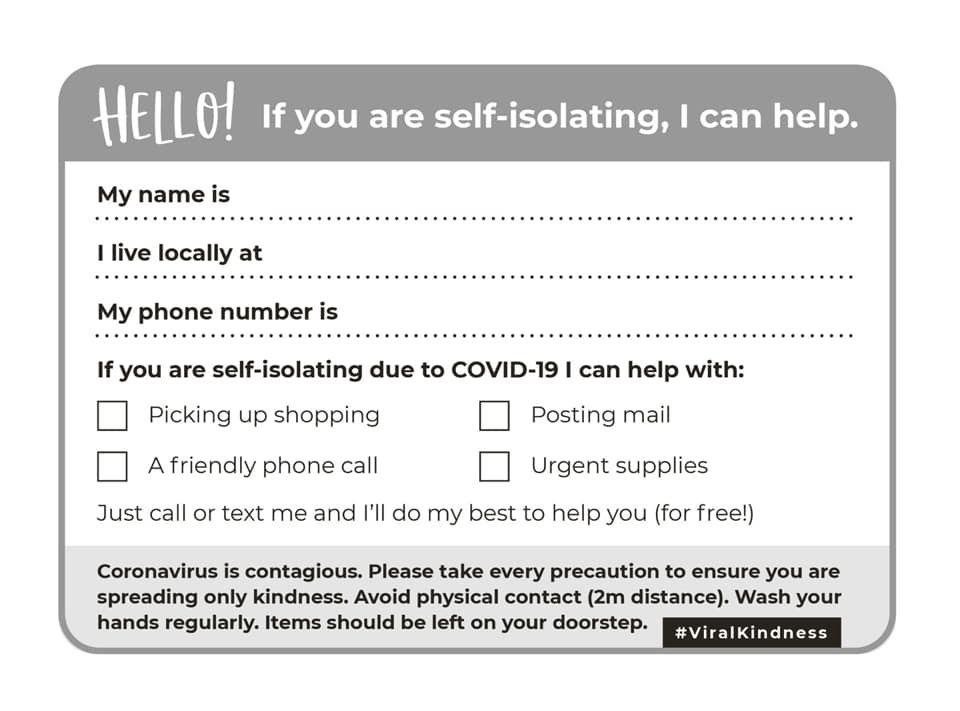 HELLO! If you are self-isolating, I can help.
My name is
I live locally at
My phone number is
If you are self-isolating due to COVID-19 I can help with:
Picking up shopping
Posting mail
A friendly phone call
Urgent supplies
Just call or text me and I'll do my best to help you (for free!)
Coronavirus is contagious. Please take every precaution to ensure you are
spreading only kindness. Avoid physical contact (2m distance). Wash your
hands regularly. Items should be left on your doorstep.
#ViralKindness